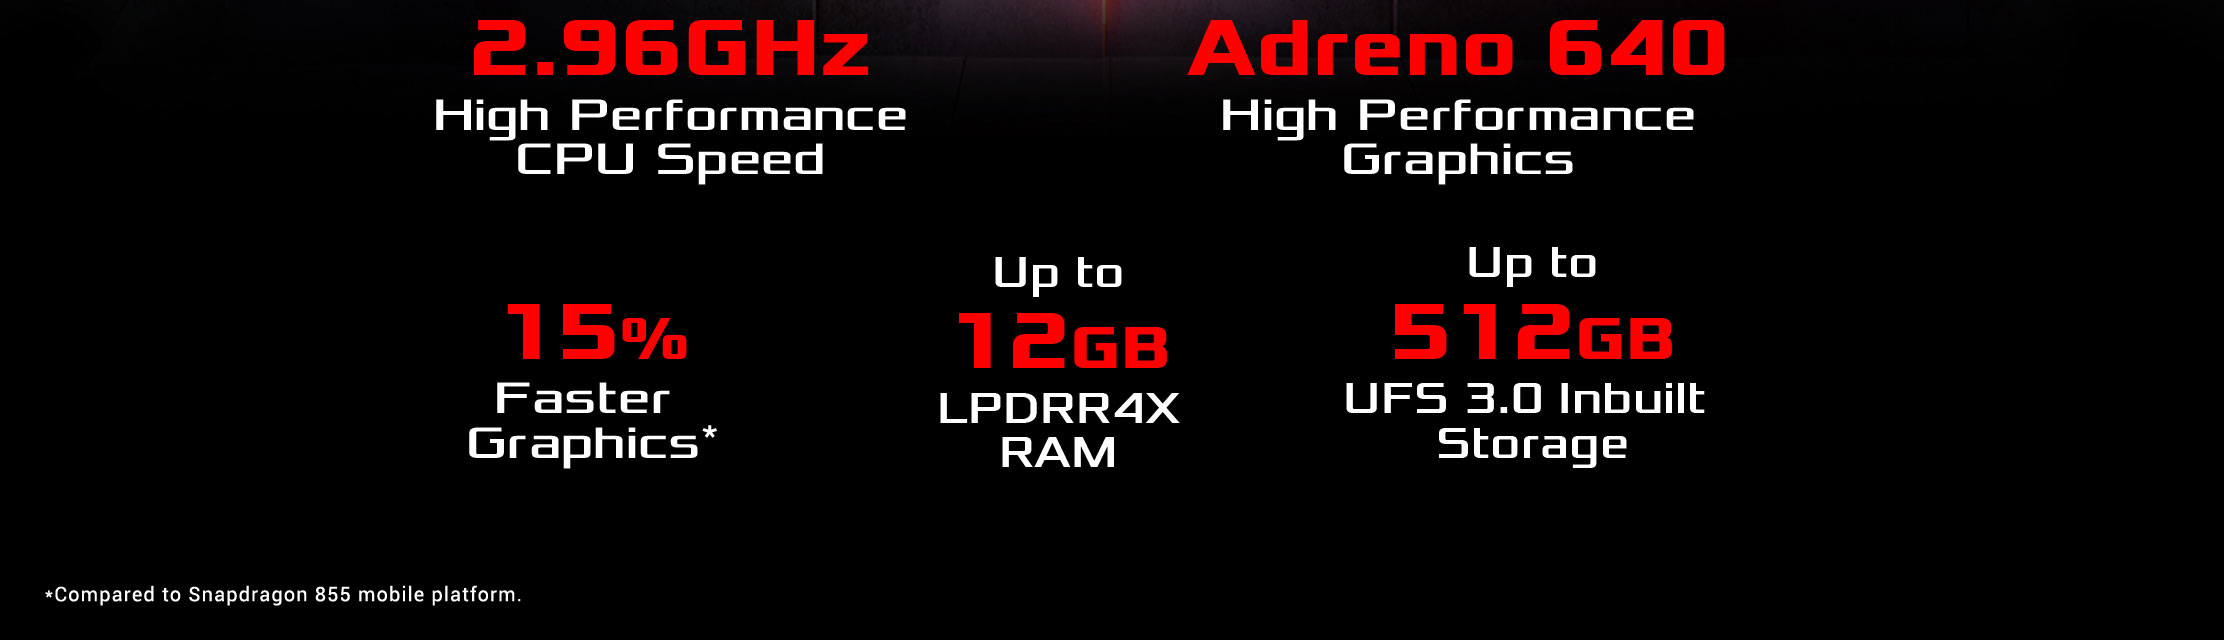 2.96GHz
High Performance
CPU Speed
Adreno 640
High Performance
Graphics
15%
Faster
Graphics*
Up to
12GB
LPDRR4X
RAM
Up to
512GB
UFS 3.0 Inbuilt
Storage
*Compared to Snapdragon 855 mobile platform.